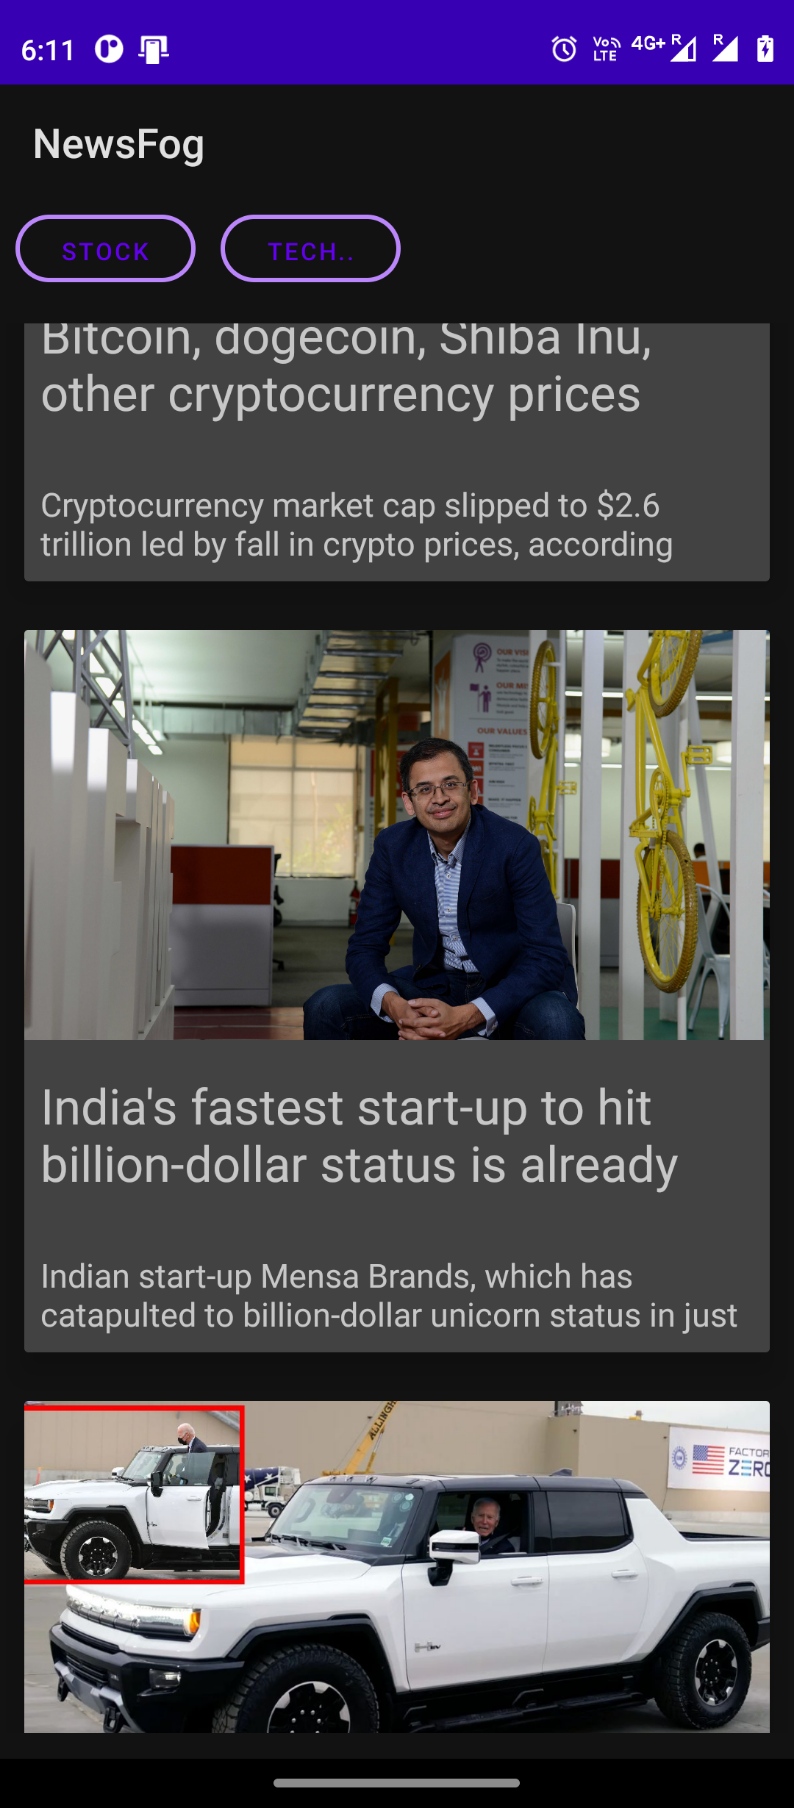 6:11
Vo
LTE
4G+
R
R
NewsFog
STOCK
TECH..
Bitcoin, dogecoin, Shiba Inu,
other cryptocurrency prices
Cryptocurrency market cap slipped to $2.6
trillion led by fall in crypto prices, according
OUR
OUR
OUR VALUES
India's fastest start-up to hit
billion-dollar status is already
Indian start-up Mensa Brands, which has
catapulted to billion-dollar unicorn status in just
ALLINGH
FACTOR
ZERO